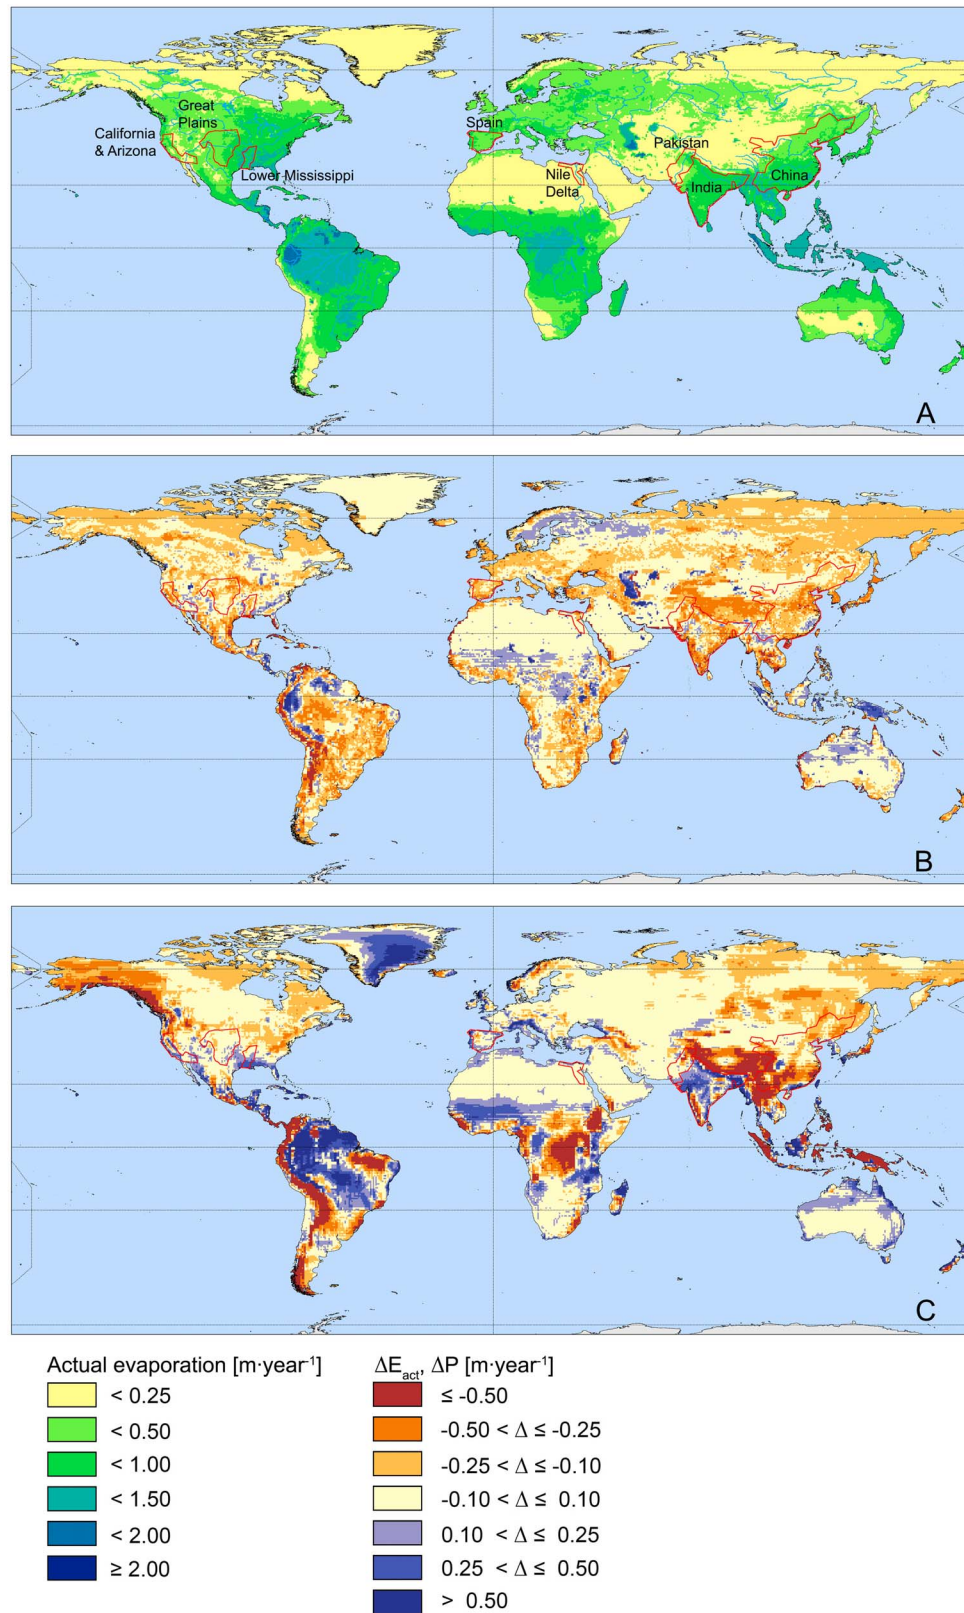 Great
Plains
California
& Arizona
Lower Mississippi
Spain
Pakistan
Nile
Delta
India
China
A
B
C
Actual evaporation [m·year⁻¹]
< 0.25
< 0.50
< 1.00
< 1.50
< 2.00
≥ 2.00
ΔEact, ΔP [m·year⁻¹]
≤ -0.50
-0.50 < Δ ≤ -0.25
-0.25 < Δ ≤ -0.10
-0.10 < Δ ≤ 0.10
0.10 < Δ ≤ 0.25
0.25 < Δ ≤ 0.50
> 0.50